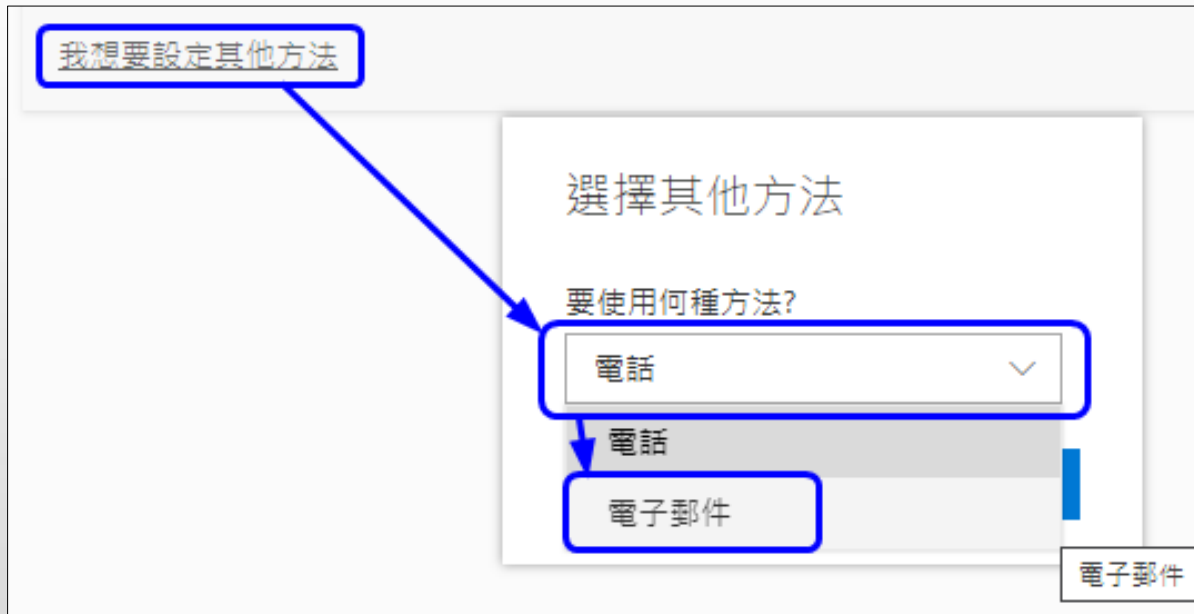 我想要設定其他方法
選擇其他方法
要使用何種方法?
電話
電話
電子郵件
電子郵件